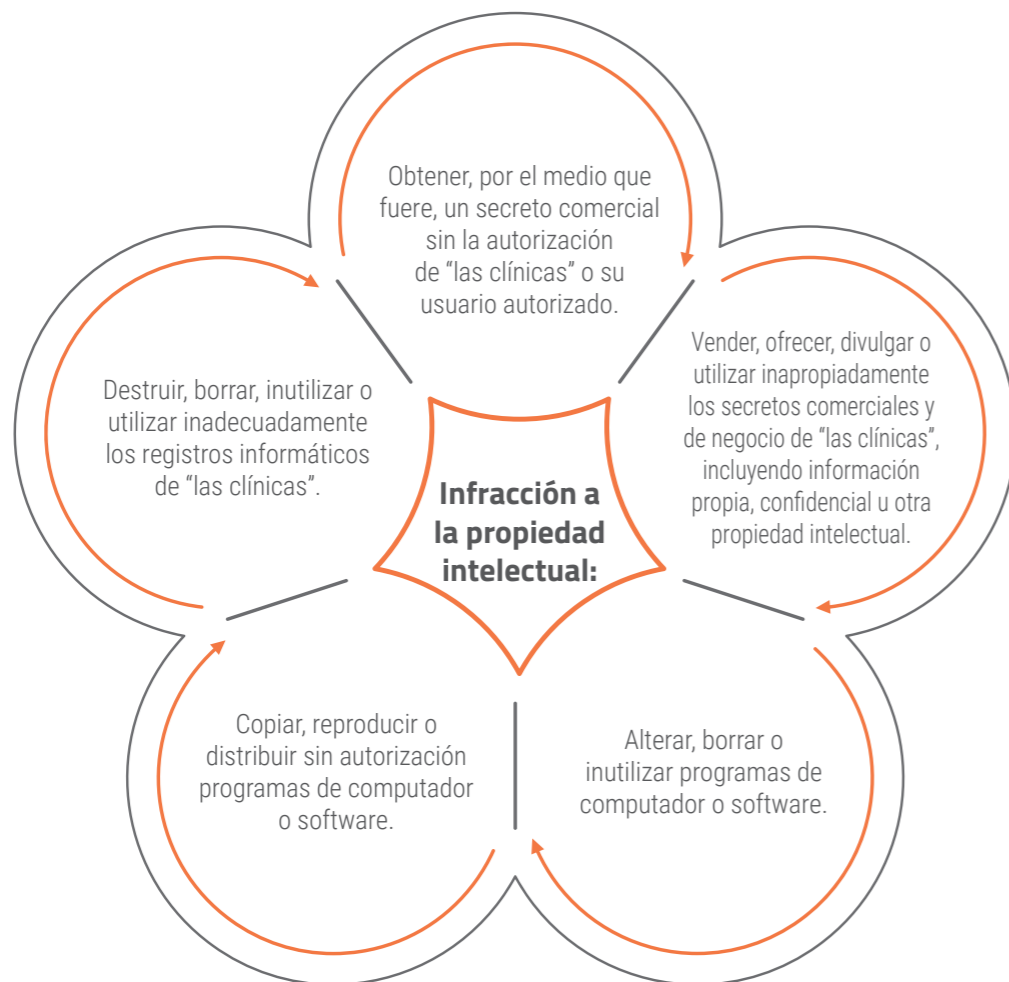 Obtener, por el medio que
fuere, un secreto comercial
sin la autorización
de “las clínicas” o su
usuario autorizado.
Vender, ofrecer, divulgar o
utilizar inapropiadamente
los secretos comerciales y
de negocio de “las clínicas”,
incluyendo información
propia, confidencial u otra
propiedad intelectual.
Alterar, borrar o
inutilizar programas de
computador o software.
Copiar, reproducir o
distribuir sin autorización
programas de computador
o software.
Destruir, borrar, inutilizar o
utilizar inadecuadamente
los registros informáticos
de “las clínicas”.
Infracción a
la propiedad
intelectual: